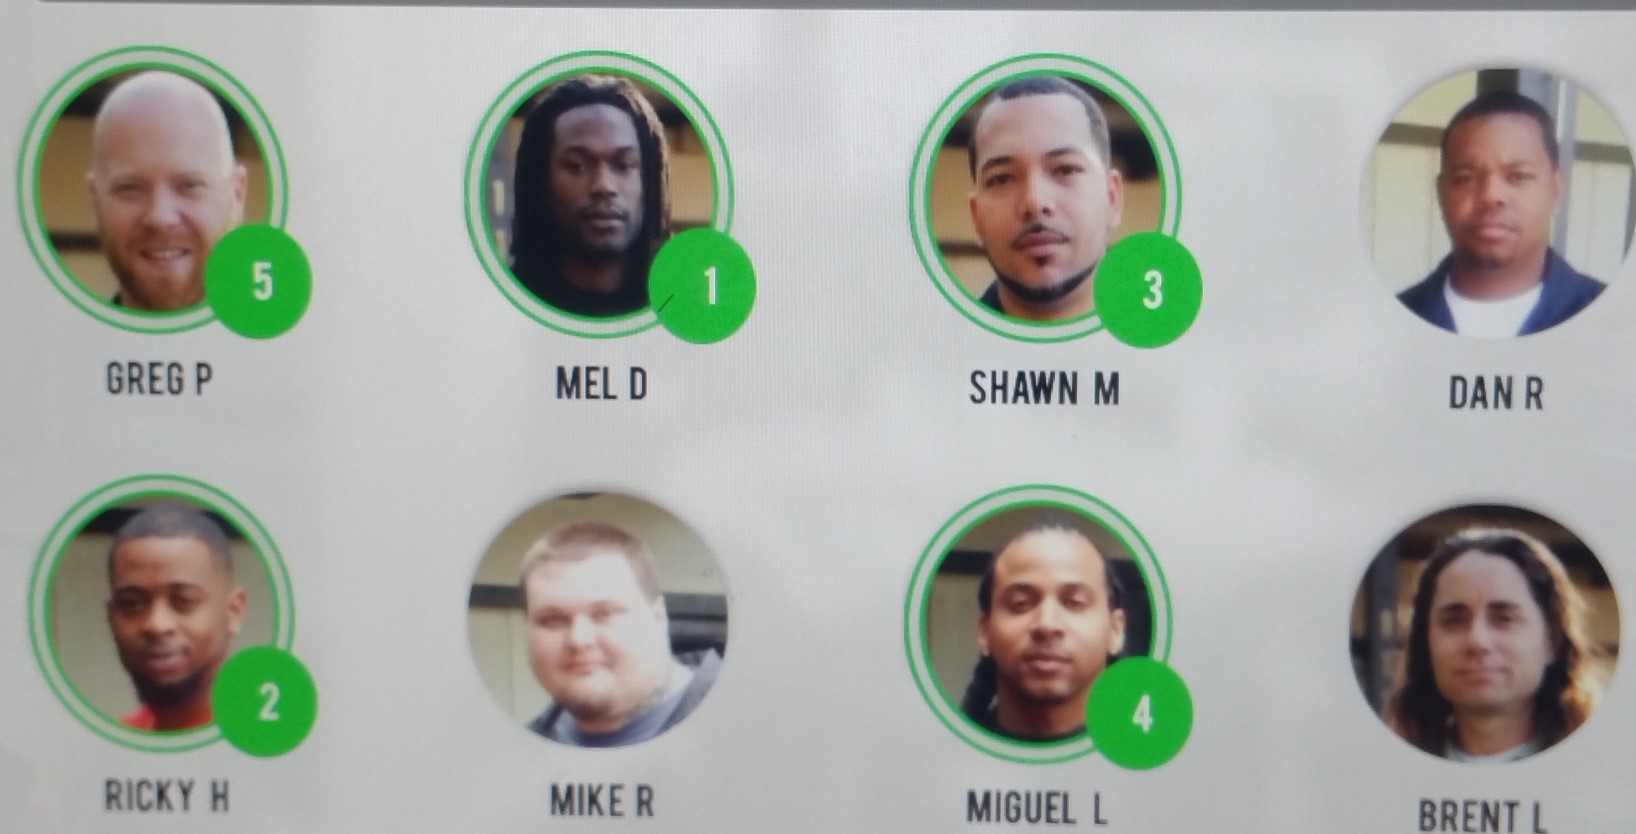 5 1 3
GREG P MEL D SHAWN M DAN R
2 4
RICKY H MIKE R MIGUEL L BRENT L